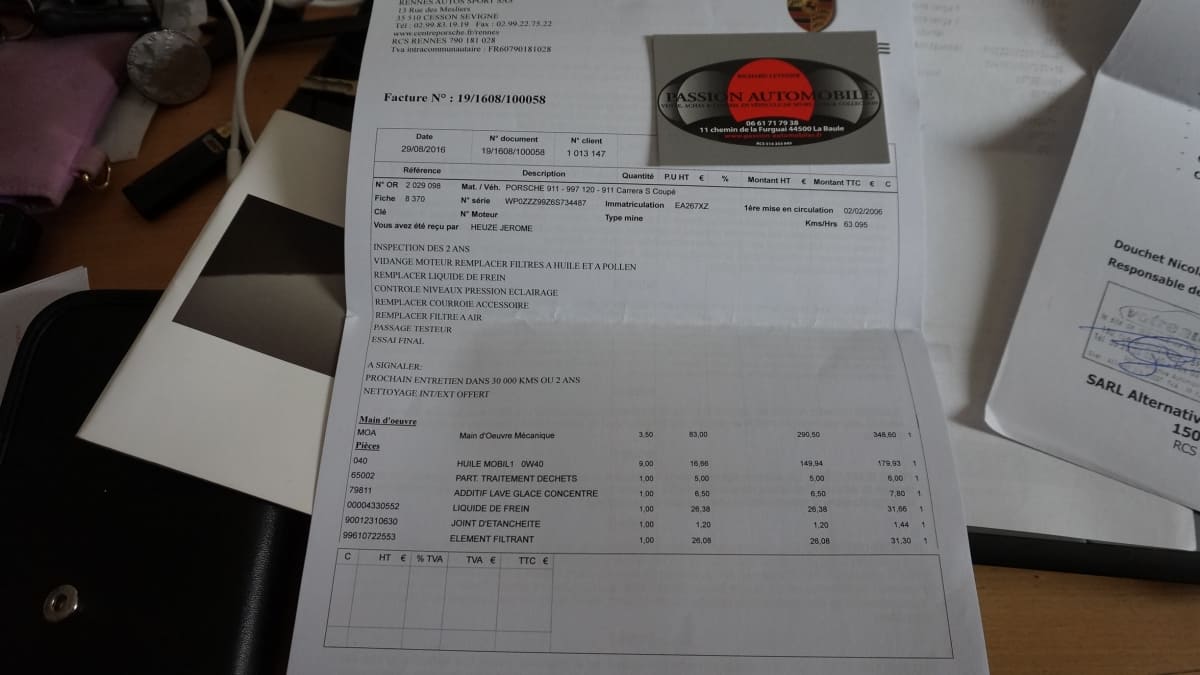 RENNES AUTOS SPORT SAS
13 Rue des Mesliers
35 510 CESSON SEVIGNE
Tél : 02.99.83.19.19 Fax : 02.99.22.75.22
www.centreporsche.fr/rennes
RCS RENNES 790 181 028
Tva intracommunautaire : FR60790181028
Facture N° : 19/1608/100058
PASSION AUTOMOBILE
06 61 71 79 38
11 chemin de la Furguai 44500 La Baule
www.passion-automobiles.fr
Date N° document N° client
29/08/2016 19/1608/100058 1 013 147
Référence Description Quantité P.U HT € % Montant HT € Montant TTC € C
N° OR 2 029 098 Mat. / Véh. PORSCHE 911 - 997 120 - 911 Carrera S Coupé
Fiche 8 370 N° série WP0ZZZ99Z6S734487 Immatriculation EA267XZ 1ère mise en circulation 02/02/2006
Clé N° Moteur Type mine Kms/Hrs 63 095
Vous avez été reçu par HEUZE JEROME
INSPECTION DES 2 ANS
VIDANGE MOTEUR REMPLACER FILTRES A HUILE ET A POLLEN
REMPLACER LIQUIDE DE FREIN
CONTROLE NIVEAUX PRESSION ECLAIRAGE
REMPLACER COURROIE ACCESSOIRE
REMPLACER FILTRE A AIR
PASSAGE TESTEUR
ESSAI FINAL
A SIGNALER:
PROCHAIN ENTRETIEN DANS 30 000 KMS OU 2 ANS
NETTOYAGE INT/EXT OFFERT
Main d'oeuvre
MOA Main d'Oeuvre Mécanique 3,50 83,00 290,50 348,60 1
Pièces
040 HUILE MOBIL1 0W40 9,00 16,66 149,94 179,93 1
65002 PART. TRAITEMENT DECHETS 1,00 5,00 5,00 6,00 1
79811 ADDITIF LAVE GLACE CONCENTRE 1,00 6,50 6,50 7,80 1
00004330552 LIQUIDE DE FREIN 1,00 26,38 26,38 31,66 1
90012310630 JOINT D'ETANCHEITE 1,00 1,20 1,20 1,44 1
99610722553 ELEMENT FILTRANT 1,00 26,08 26,08 31,30 1
C HT € % TVA TVA € TTC €
Douchet Nicol
Responsable de
SARL Alternativ
150
RCS